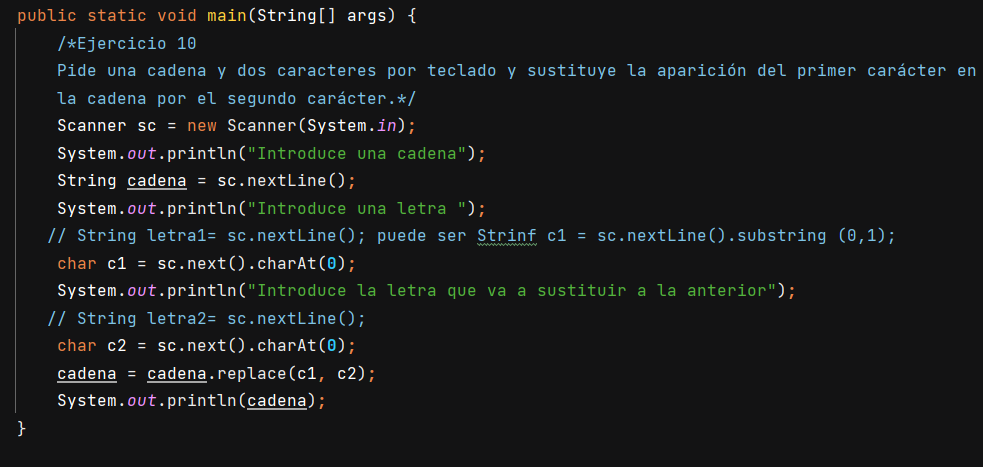 public static void main(String[] args) {
/*Ejercicio 10
Pide una cadena y dos caracteres por teclado y sustituye la aparición del primer carácter en
la cadena por el segundo carácter.*/
Scanner sc = new Scanner(System.in);
System.out.println("Introduce una cadena");
String cadena = sc.nextLine();
System.out.println("Introduce una letra ");
// String letra1= sc.nextLine(); puede ser Strinf c1 = sc.nextLine().substring (0,1);
char c1 = sc.next().charAt(0);
System.out.println("Introduce la letra que va a sustituir a la anterior");
// String letra2= sc.nextLine();
char c2 = sc.next().charAt(0);
cadena = cadena.replace(c1, c2);
System.out.println(cadena);
}